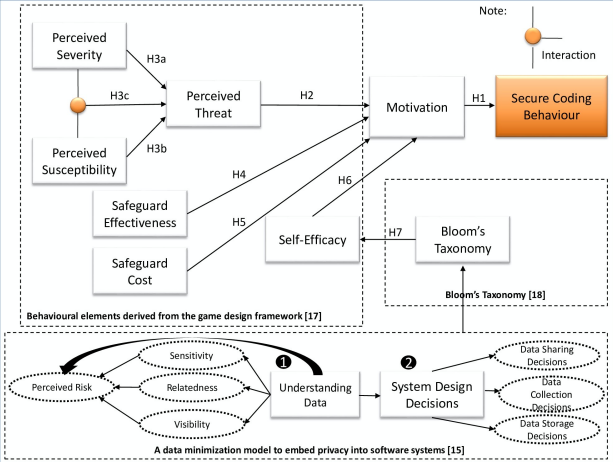 Note:
Interaction
Perceived
Severity
H3a
H3c
H3b
Perceived
Threat
H2
Motivation
H1
Secure Coding
Behaviour
Perceived
Susceptibility
H4
H6
Safeguard
Effectiveness
H5
Self-Efficacy
H7
Bloom's
Taxonomy
Safeguard
Cost
Bloom's Taxonomy [18]
Behavioural elements derived from the game design framework [17]
1
2
Sensitivity
Perceived Risk
Relatedness
Visibility
Understanding
Data
System Design
Decisions
Data Sharing
Decisions
Data
Collection
Decisions
Data Storage
Decisions
A data minimization model to embed privacy into software systems [15]